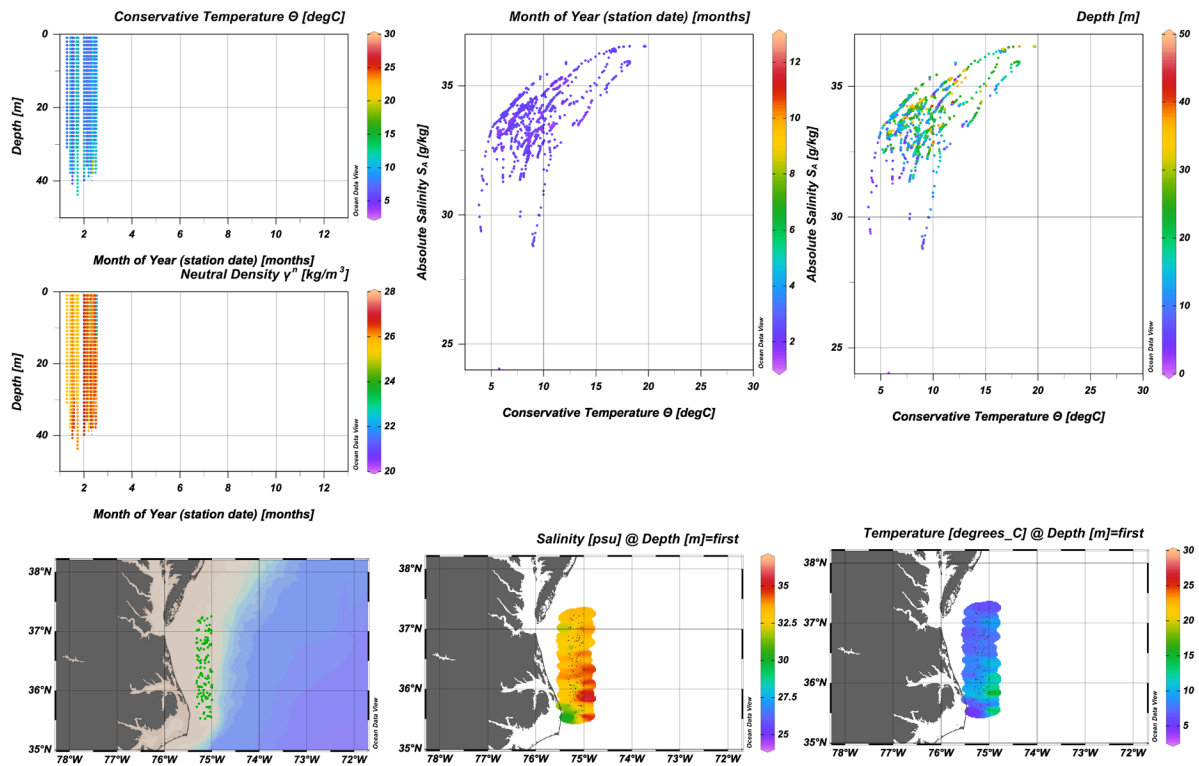 Conservative Temperature Θ [degC]
Month of Year (station date) [months]
Depth [m]
0
20
40
Depth [m]
2
4
6
8
10
12
Month of Year (station date) [months]
30
25
20
15
10
5
Ocean Data View
35
30
25
Absolute Salinity S_A [g/kg]
5
10
15
20
25
30
Conservative Temperature Θ [degC]
12
10
8
6
4
2
Ocean Data View
35
30
25
Absolute Salinity S_A [g/kg]
5
10
15
20
25
30
Conservative Temperature Θ [degC]
50
40
30
20
10
0
Ocean Data View
Neutral Density γⁿ [kg/m³]
0
20
40
Depth [m]
2
4
6
8
10
12
Month of Year (station date) [months]
28
26
24
22
20
Ocean Data View
38°N
37°N
36°N
35°N
78°W
77°W
76°W
75°W
74°W
73°W
72°W
Ocean Data View
Salinity [psu] @ Depth [m]=first
38°N
37°N
36°N
35°N
78°W
77°W
76°W
75°W
74°W
73°W
72°W
35
32.5
30
27.5
25
Ocean Data View
Temperature [degrees_C] @ Depth [m]=first
38°N
37°N
36°N
35°N
78°W
77°W
76°W
75°W
74°W
73°W
72°W
30
25
20
15
10
5
Ocean Data View